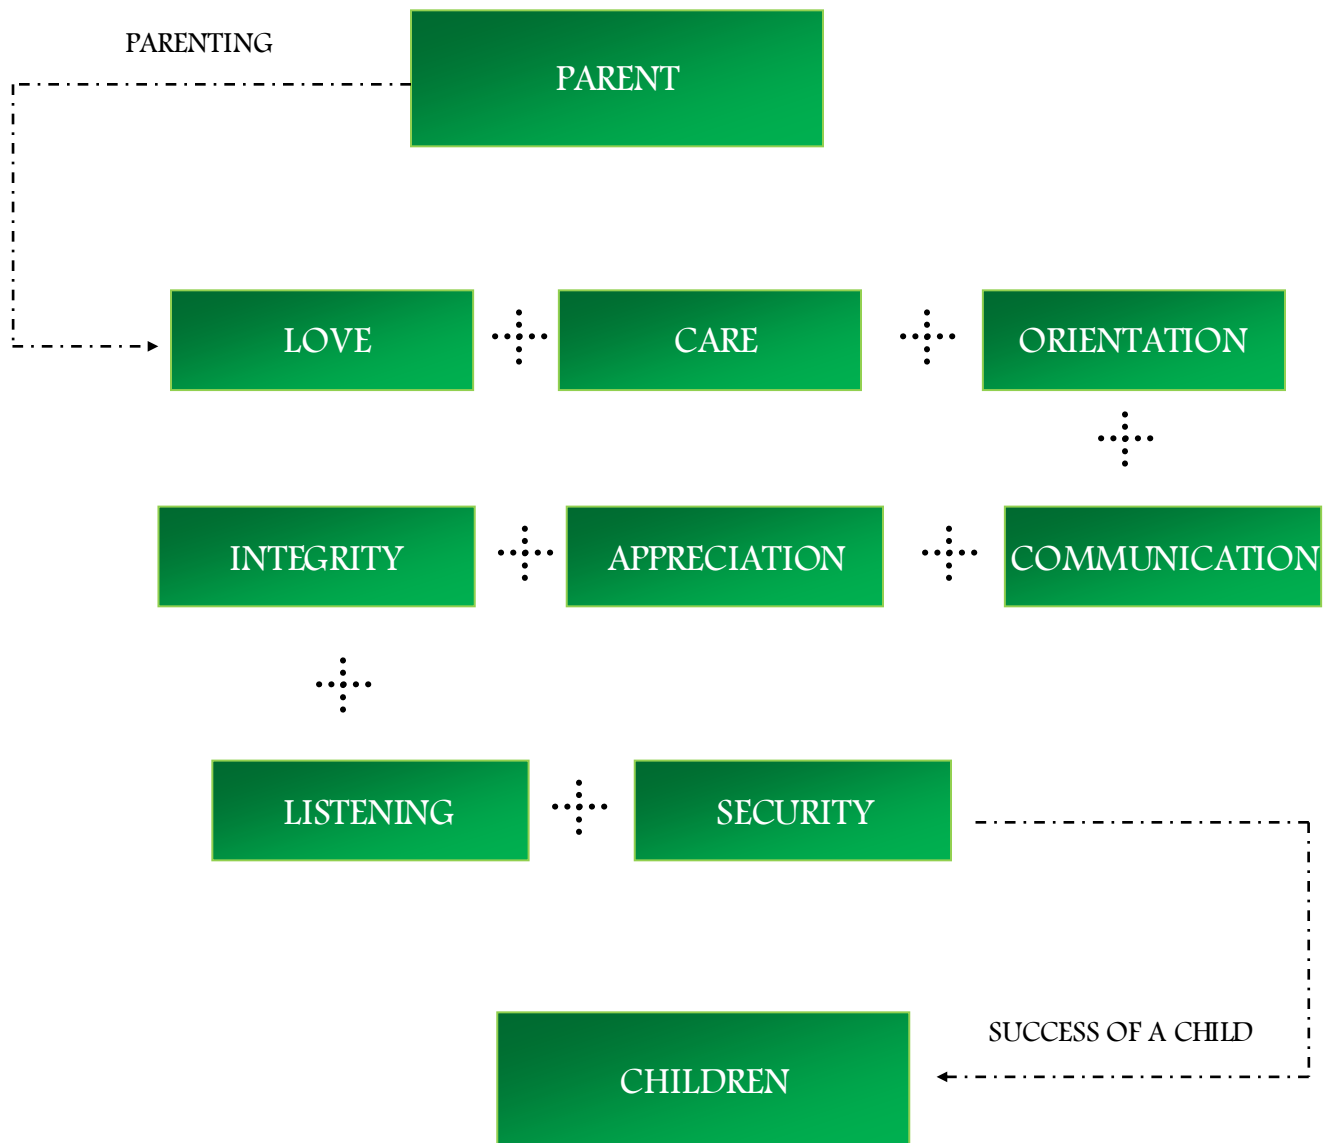 PARENTING
PARENT
LOVE
CARE
ORIENTATION
INTEGRITY
APPRECIATION
COMMUNICATION
LISTENING
SECURITY
SUCCESS OF A CHILD
CHILDREN